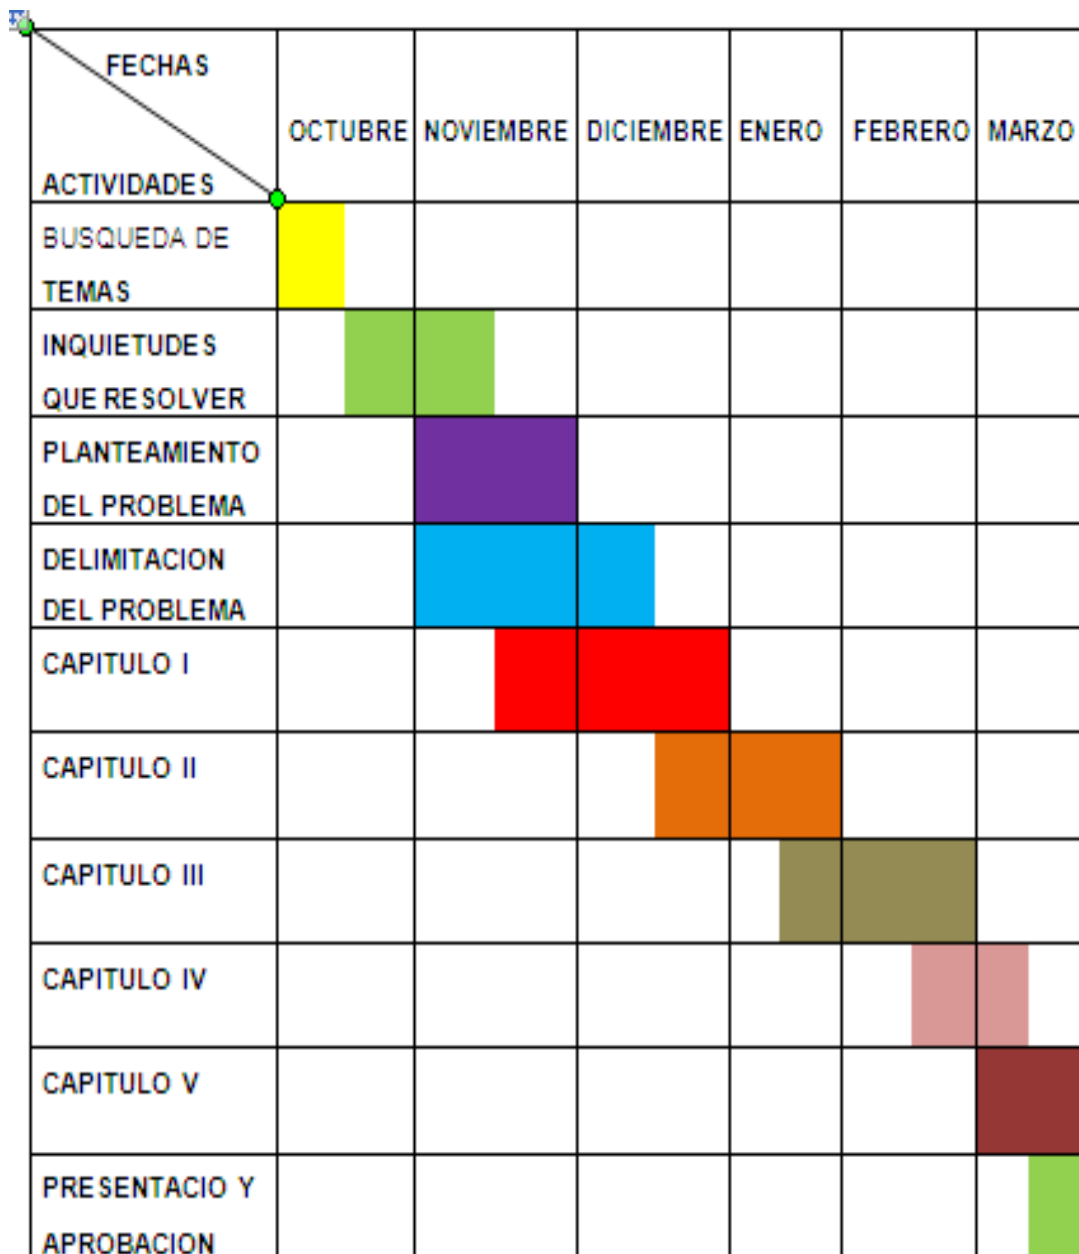 FECHAS
OCTUBRE NOVIEMBRE DICIEMBRE ENERO FEBRERO MARZO
ACTIVIDADES
BUSQUEDA DE
TEMAS
INQUIETUDES
QUE RESOLVER
PLANTEAMIENTO
DEL PROBLEMA
DELIMITACION
DEL PROBLEMA
CAPITULO I
CAPITULO II
CAPITULO III
CAPITULO IV
CAPITULO V
PRESENTACIO Y
APROBACION